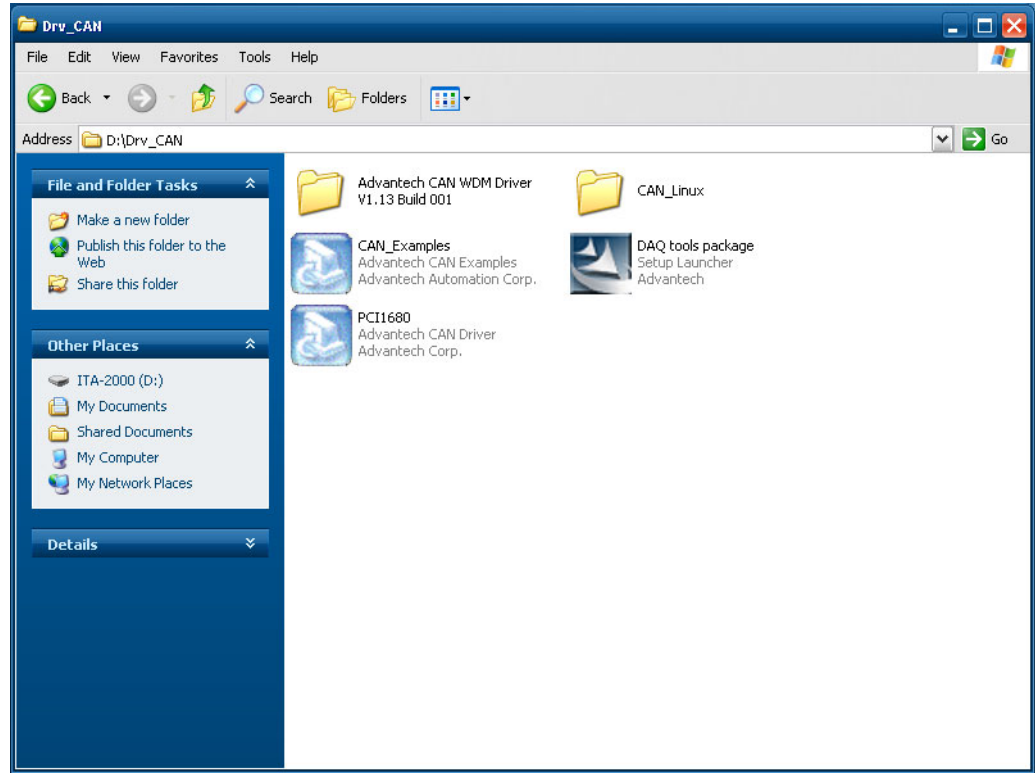 Drv_CAN
File Edit View Favorites Tools Help
Back Search Folders
Address D:\Drv_CAN Go
File and Folder Tasks
Make a new folder
Publish this folder to the
Web
Share this folder
Other Places
ITA-2000 (D:)
My Documents
Shared Documents
My Computer
My Network Places
Details
Advantech CAN WDM Driver
V1.13 Build 001
CAN_Linux
CAN_Examples
Advantech CAN Examples
Advantech Automation Corp.
DAQ tools package
Setup Launcher
Advantech
PCI1680
Advantech CAN Driver
Advantech Corp.